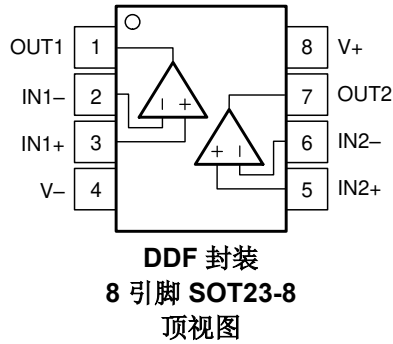 OUT1 1 8 V+
IN1– 2 7 OUT2
IN1+ 3 6 IN2–
V– 4 5 IN2+
– +
+ –
DDF 封装
8 引脚 SOT23-8
顶视图